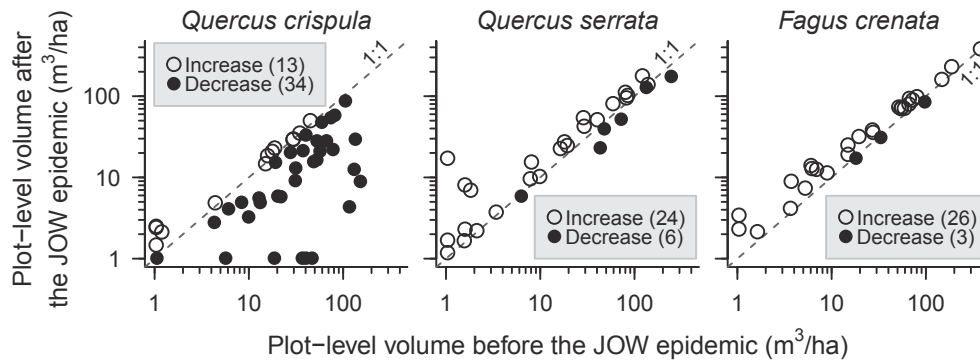 Quercus crispula
Quercus serrata
Fagus crenata
Plot−level volume after
the JOW epidemic (m³/ha)
100
10
1
Increase (13)
Decrease (34)
1:1
1 10 100
Increase (24)
Decrease (6)
1:1
1 10 100
Increase (26)
Decrease (3)
1:1
1 10 100
Plot−level volume before the JOW epidemic (m³/ha)